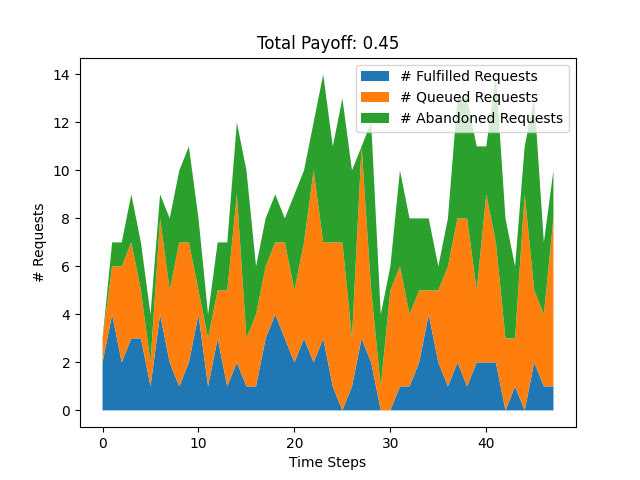 Total Payoff: 0.45
# Fulfilled Requests
# Queued Requests
# Abandoned Requests
14
12
10
8
6
4
2
0
# Requests
0 10 20 30 40
Time Steps